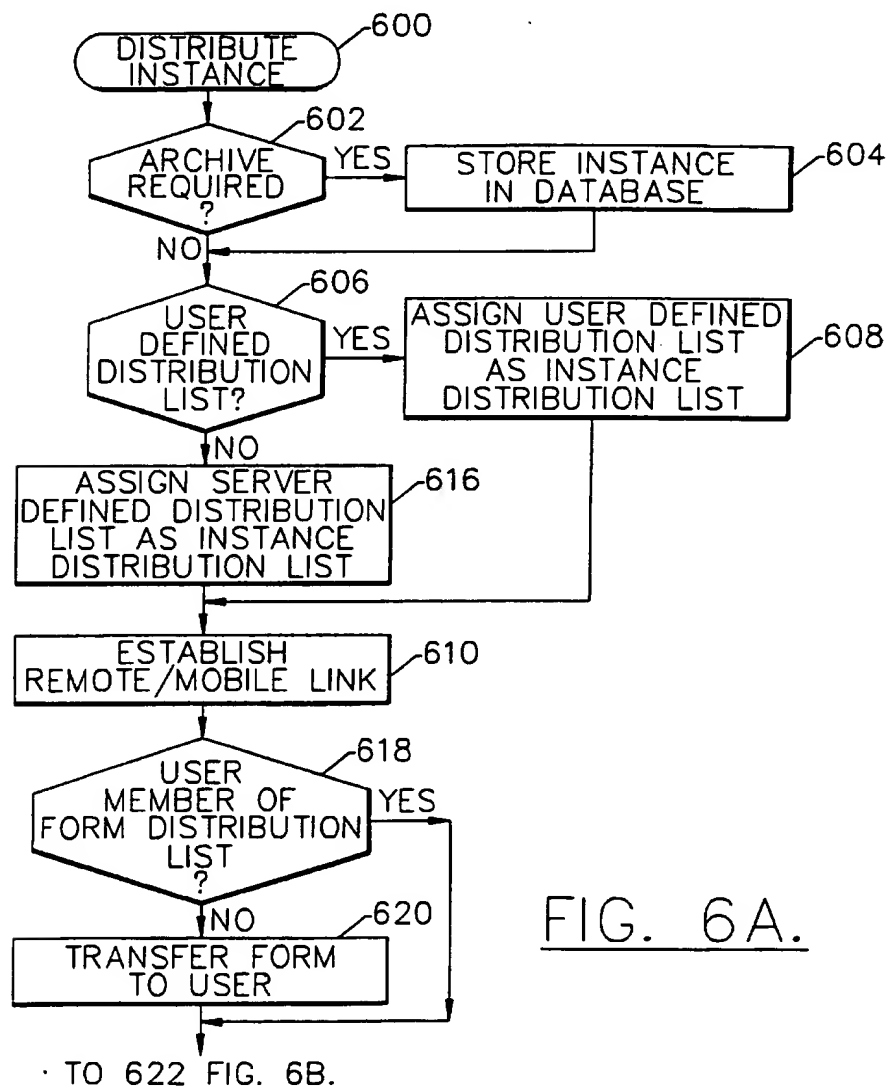 600
DISTRIBUTE
INSTANCE
602
ARCHIVE
REQUIRED
?
YES
STORE INSTANCE
IN DATABASE
604
NO
606
USER
DEFINED
DISTRIBUTION
LIST?
YES
ASSIGN USER DEFINED
DISTRIBUTION LIST
AS INSTANCE
DISTRIBUTION LIST
608
NO
ASSIGN SERVER
DEFINED DISTRIBUTION
LIST AS INSTANCE
DISTRIBUTION LIST
616
ESTABLISH
REMOTE/MOBILE LINK
610
618
USER
MEMBER OF
FORM DISTRIBUTION
LIST
?
YES
NO
620
TRANSFER FORM
TO USER
TO 622 FIG. 6B.
FIG. 6A.